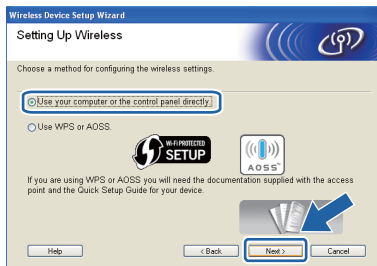 Wireless Device Setup Wizard
Setting Up Wireless
Choose a method for configuring the wireless settings.
Use your computer or the control panel directly.
Use WPS or AOSS.
Wi-Fi PROTECTED
SETUP
AOSS™
If you are using WPS or AOSS you will need the documentation supplied with the access
point and the Quick Setup Guide for your device.
Help
< Back
Next >
Cancel